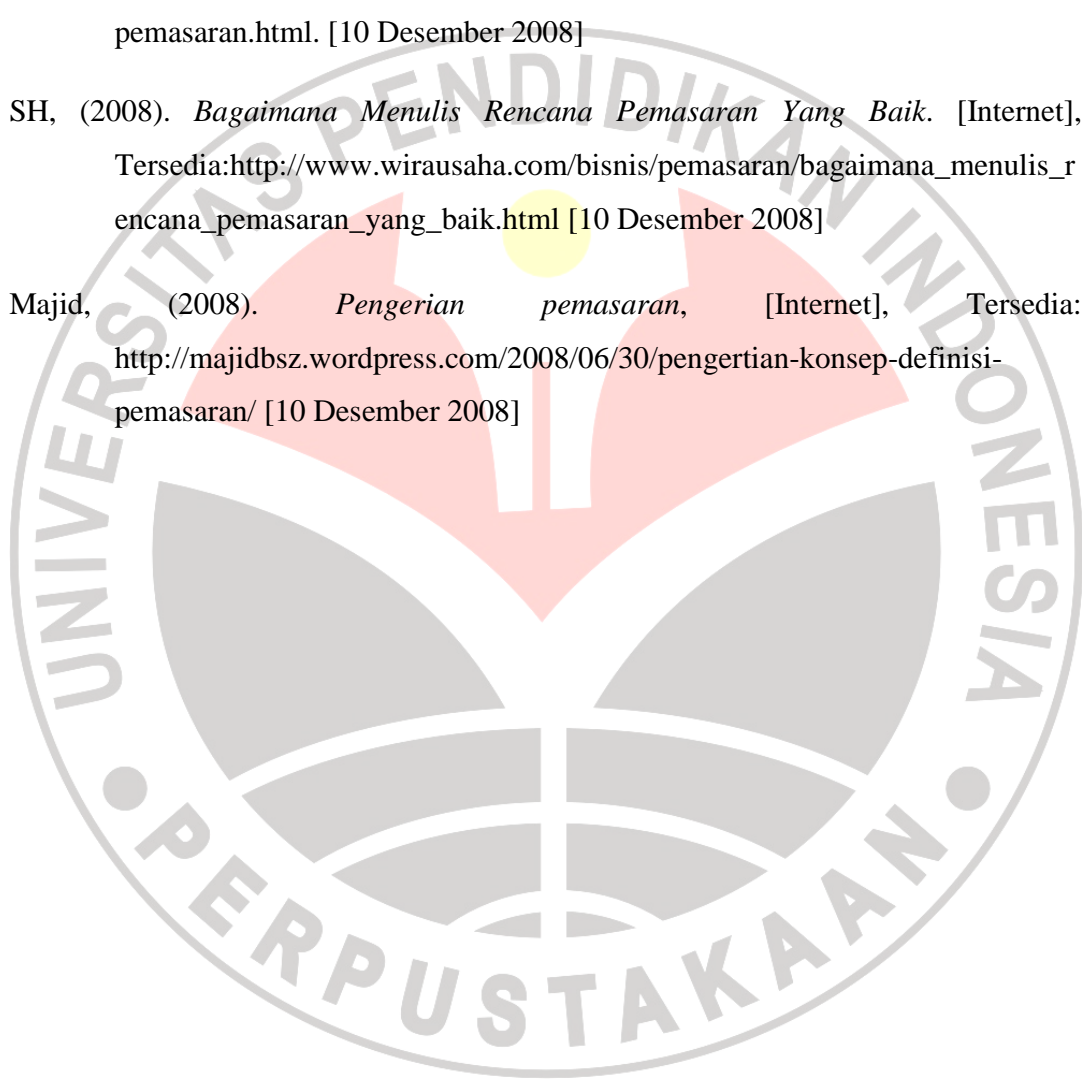 pemasaran.html. [10 Desember 2008]
SH, (2008). Bagaimana Menulis Rencana Pemasaran Yang Baik. [Internet],
Tersedia:http://www.wirausaha.com/bisnis/pemasaran/bagaimana_menulis_r
encana_pemasaran_yang_baik.html [10 Desember 2008]
Majid, (2008). Pengerian pemasaran, [Internet], Tersedia:
http://majidbsz.wordpress.com/2008/06/30/pengertian-konsep-definisi-
pemasaran/ [10 Desember 2008]
UNIVERSITAS PENDIDIKAN INDONESIA
PERPUSTAKAAN